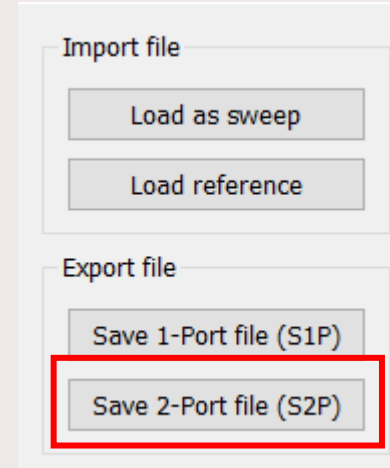 Import file
Load as sweep
Load reference
Export file
Save 1-Port file (S1P)
Save 2-Port file (S2P)